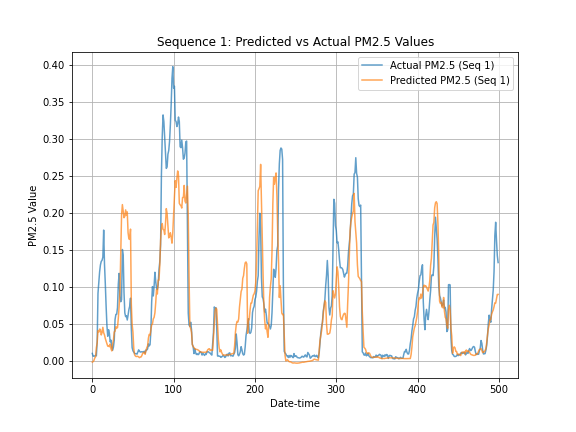 Sequence 1: Predicted vs Actual PM2.5 Values
Actual PM2.5 (Seq 1)
Predicted PM2.5 (Seq 1)
PM2.5 Value
0.40
0.35
0.30
0.25
0.20
0.15
0.10
0.05
0.00
0 100 200 300 400 500
Date-time